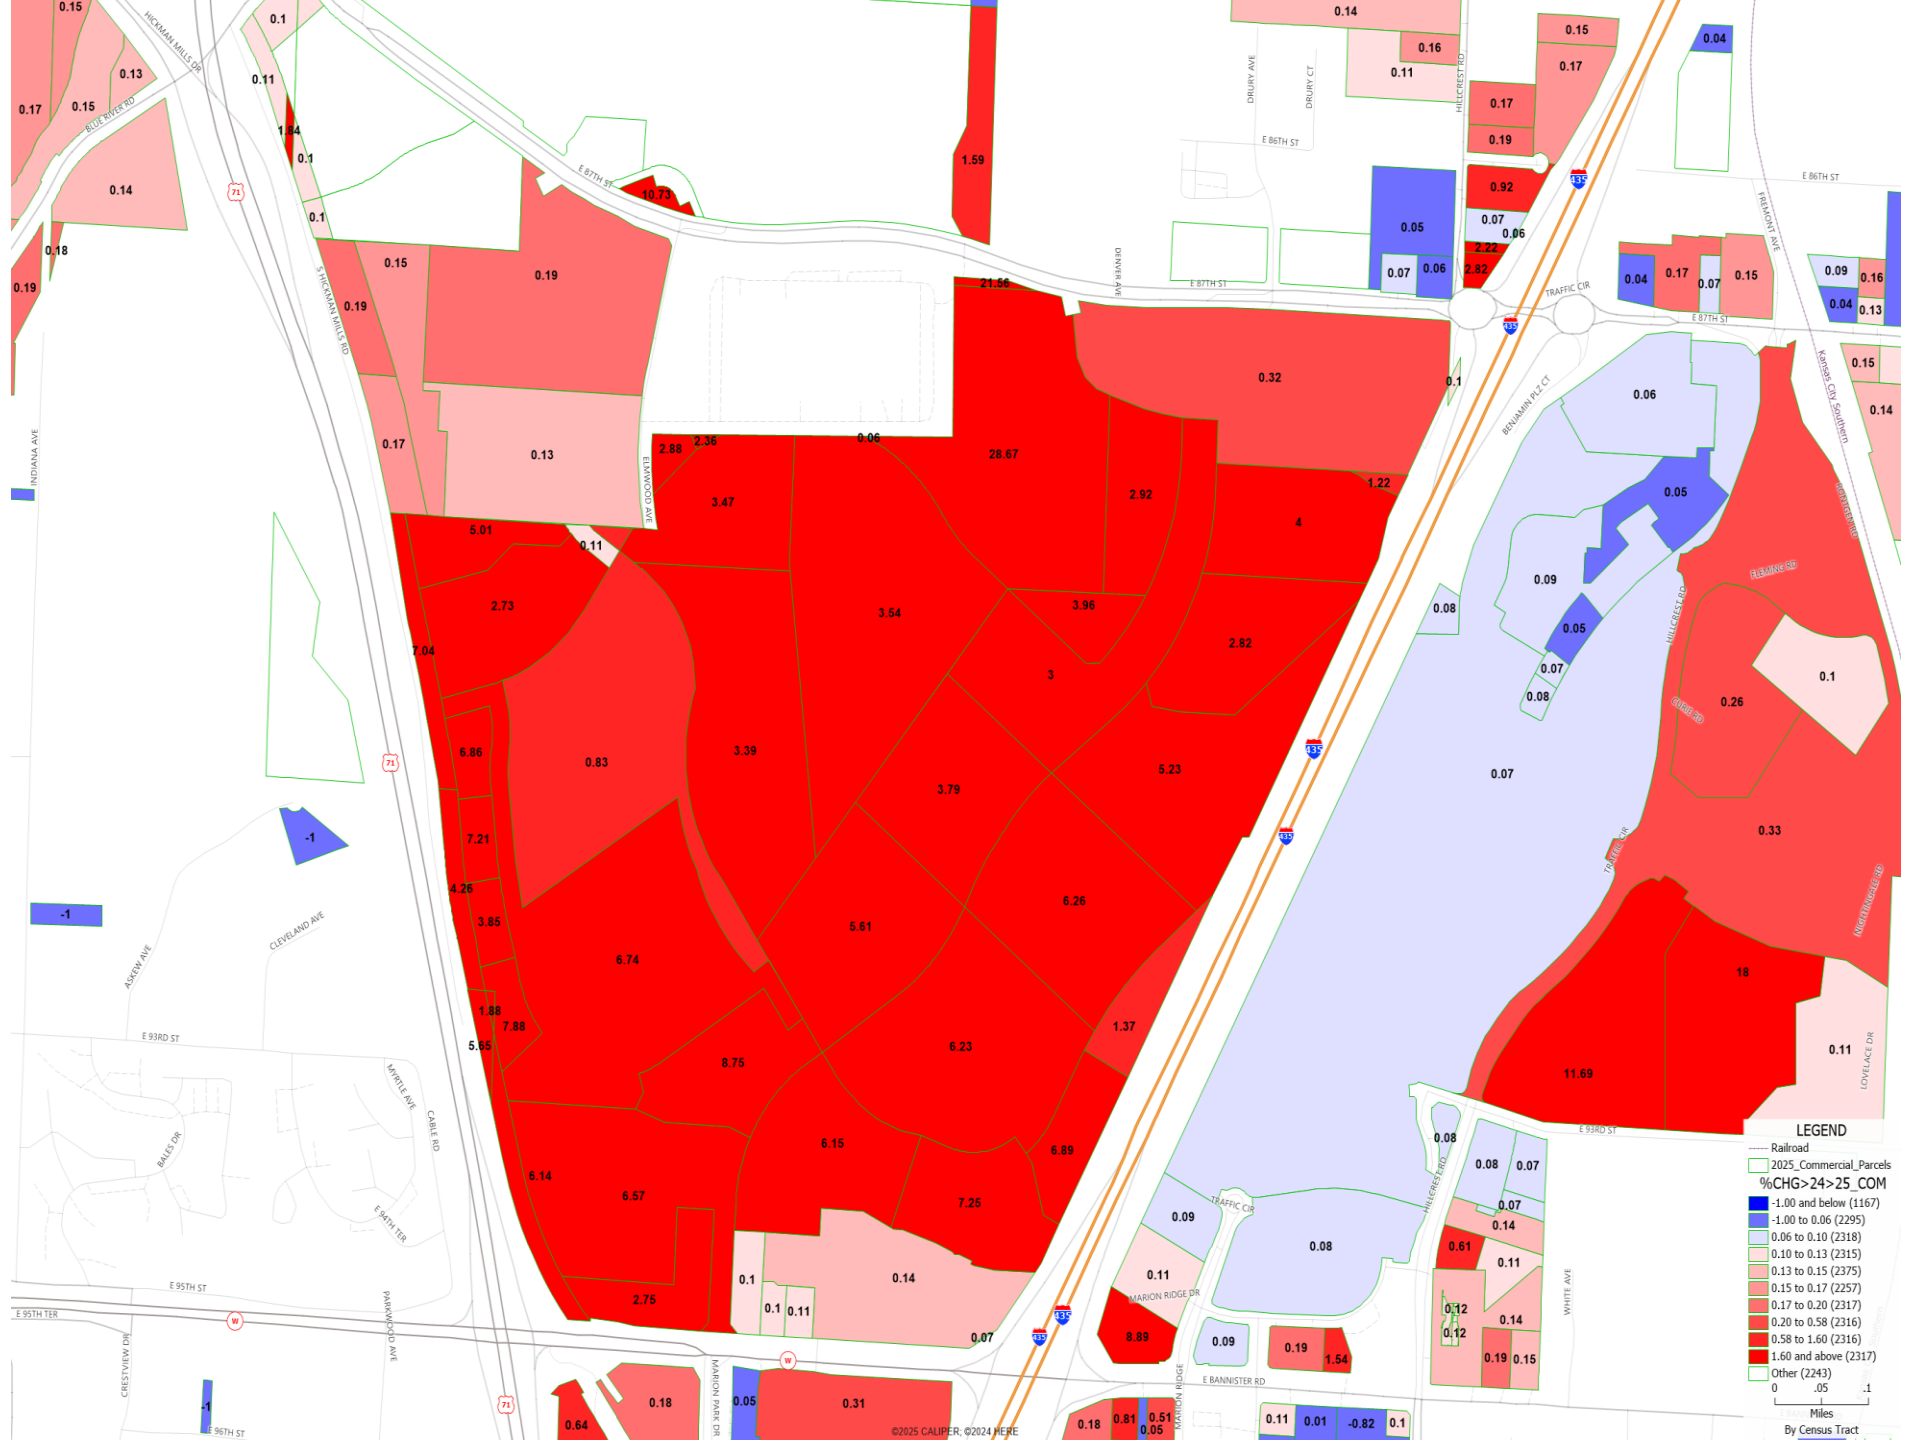 0.15
HICKMAN MILLS DR
0.1
0.14
0.15
0.04
0.16
0.17
0.11
0.13
0.11
DRURY AVE
DRURY CT
HILLCREST RD
0.17
0.15
0.17
BLUE RIVER RD
1.84
0.19
E 86TH ST
0.1
1.59
435
E 86TH ST
E 87TH ST
0.14
71
10.73
0.92
0.1
0.07
0.05
0.06
FREMONT AVE
0.18
2.22
0.15
0.19
0.07
0.06
2.82
0.04
0.17
0.07
0.15
0.09
0.16
0.19
21.56
DENVER AVE
E 87TH ST
TRAFFIC CIR
0.04
0.13
0.19
S HICKMAN MILLS RD
435
E 87TH ST
0.32
0.1
0.15
Kansas City Southern
BENJAMIN PLZ CT
0.06
0.14
0.17
0.13
2.88
2.36
0.06
28.67
INDIANA AVE
ELMWOOD AVE
3.47
2.92
1.22
0.05
4
5.01
0.11
0.09
FLEMING RD
2.73
3.54
3.96
0.08
HILLCREST RD
0.05
7.04
2.82
3
0.07
0.1
0.08
0.26
CURIE RD
6.86
3.39
435
0.83
71
5.23
0.07
3.79
7.21
-1
435
0.33
TRAFFIC CIR
4.26
6.26
-1
3.85
5.61
CLEVELAND AVE
NIGHTINGALE RD
ASKEW AVE
6.74
18
1.88
7.88
1.37
5.65
E 93RD ST
6.23
0.11
8.75
11.69
LOVELACE DR
MYRTLE AVE
CABLE RD
BALES DR
6.15
6.89
E 93RD ST
0.08
0.08
0.07
6.14
6.57
7.25
HILLCREST RD
TRAFFIC CIR
0.07
0.09
0.14
E 94TH TER
0.08
0.61
0.11
0.1
0.14
0.11
E 95TH ST
MARION RIDGE DR
WHITE AVE
2.75
0.1
0.11
0.12
E 95TH TER
W
435
0.14
0.12
0.07
435
8.89
0.09
0.19
1.54
0.19
0.15
CRESTVIEW DR
PARKWOOD AVE
W
MARION PARK DR
MARION RIDGE
E BANNISTER RD
-1
71
0.18
0.05
0.31
0.64
0.18
0.81
0.51
0.05
0.11
0.01
-0.82
0.1
E 96TH ST
©2025 CALIPER; ©2024 HERE
LEGEND
Railroad
2025_Commercial_Parcels
%CHG>24>25_COM
-1.00 and below (1167)
-1.00 to 0.06 (2295)
0.06 to 0.10 (2318)
0.10 to 0.13 (2315)
0.13 to 0.15 (2375)
0.15 to 0.17 (2257)
0.17 to 0.20 (2317)
0.20 to 0.58 (2316)
0.58 to 1.60 (2316)
1.60 and above (2317)
Other (2243)
0 .05 .1
Miles
By Census Tract